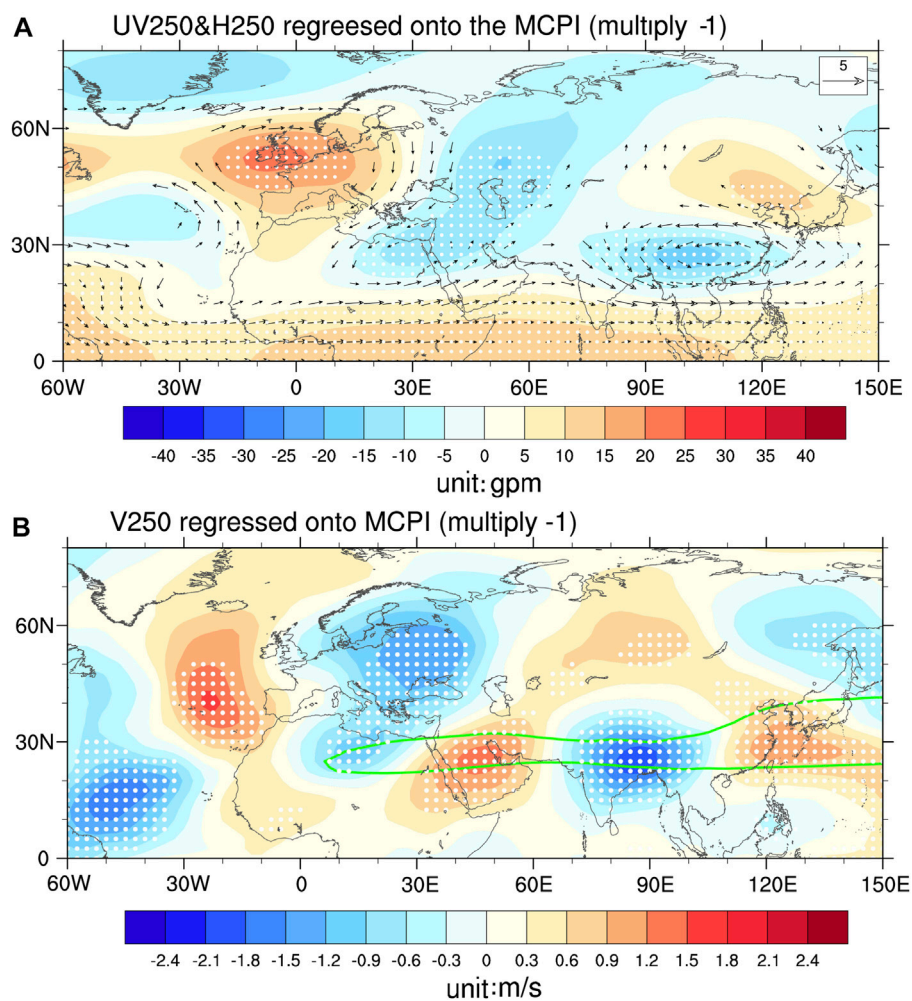 A
UV250&H250 regreesed onto the MCPI (multiply -1)
5
60N
30N
0
60W 30W 0 30E 60E 90E 120E 150E
-40 -35 -30 -25 -20 -15 -10 -5 0 5 10 15 20 25 30 35 40
unit: gpm
B
V250 regressed onto MCPI (multiply -1)
60N
30N
0
60W 30W 0 30E 60E 90E 120E 150E
-2.4 -2.1 -1.8 -1.5 -1.2 -0.9 -0.6 -0.3 0 0.3 0.6 0.9 1.2 1.5 1.8 2.1 2.4
unit:m/s